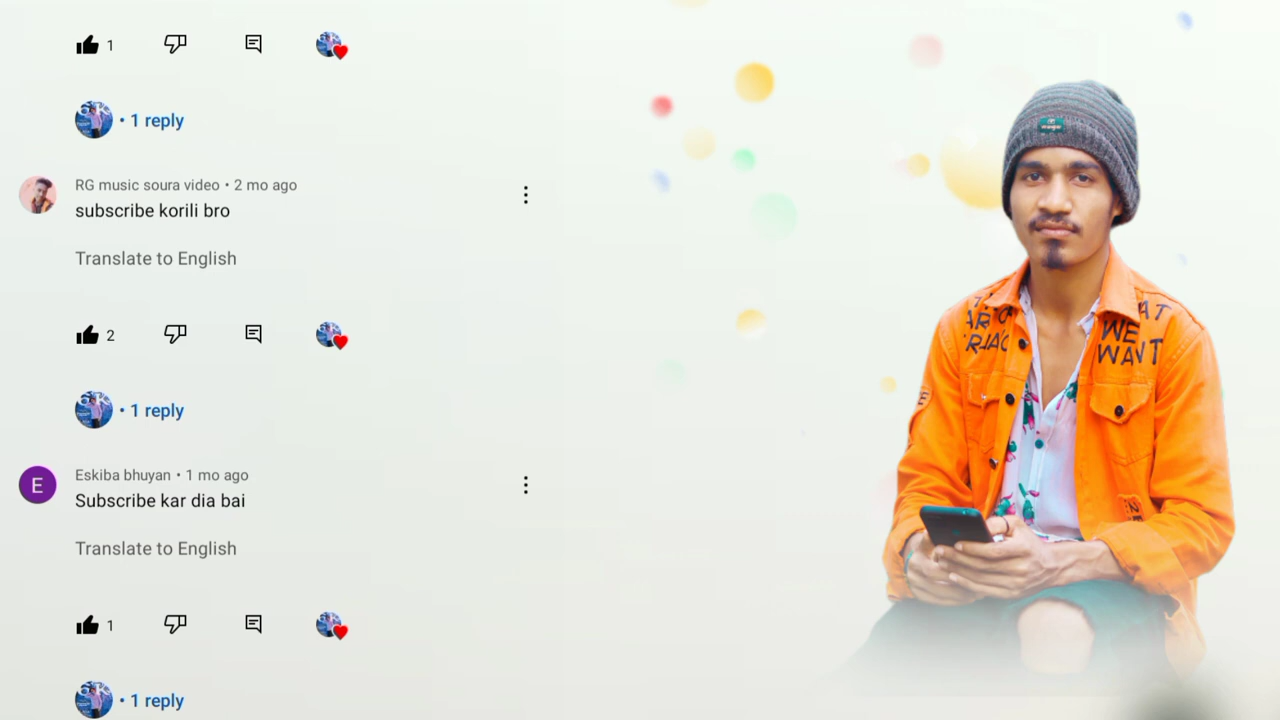 1
• 1 reply
RG music soura video • 2 mo ago
subscribe korili bro
Translate to English
2
• 1 reply
E
Eskiba bhuyan • 1 mo ago
Subscribe kar dia bai
Translate to English
1
• 1 reply
WE
WANT